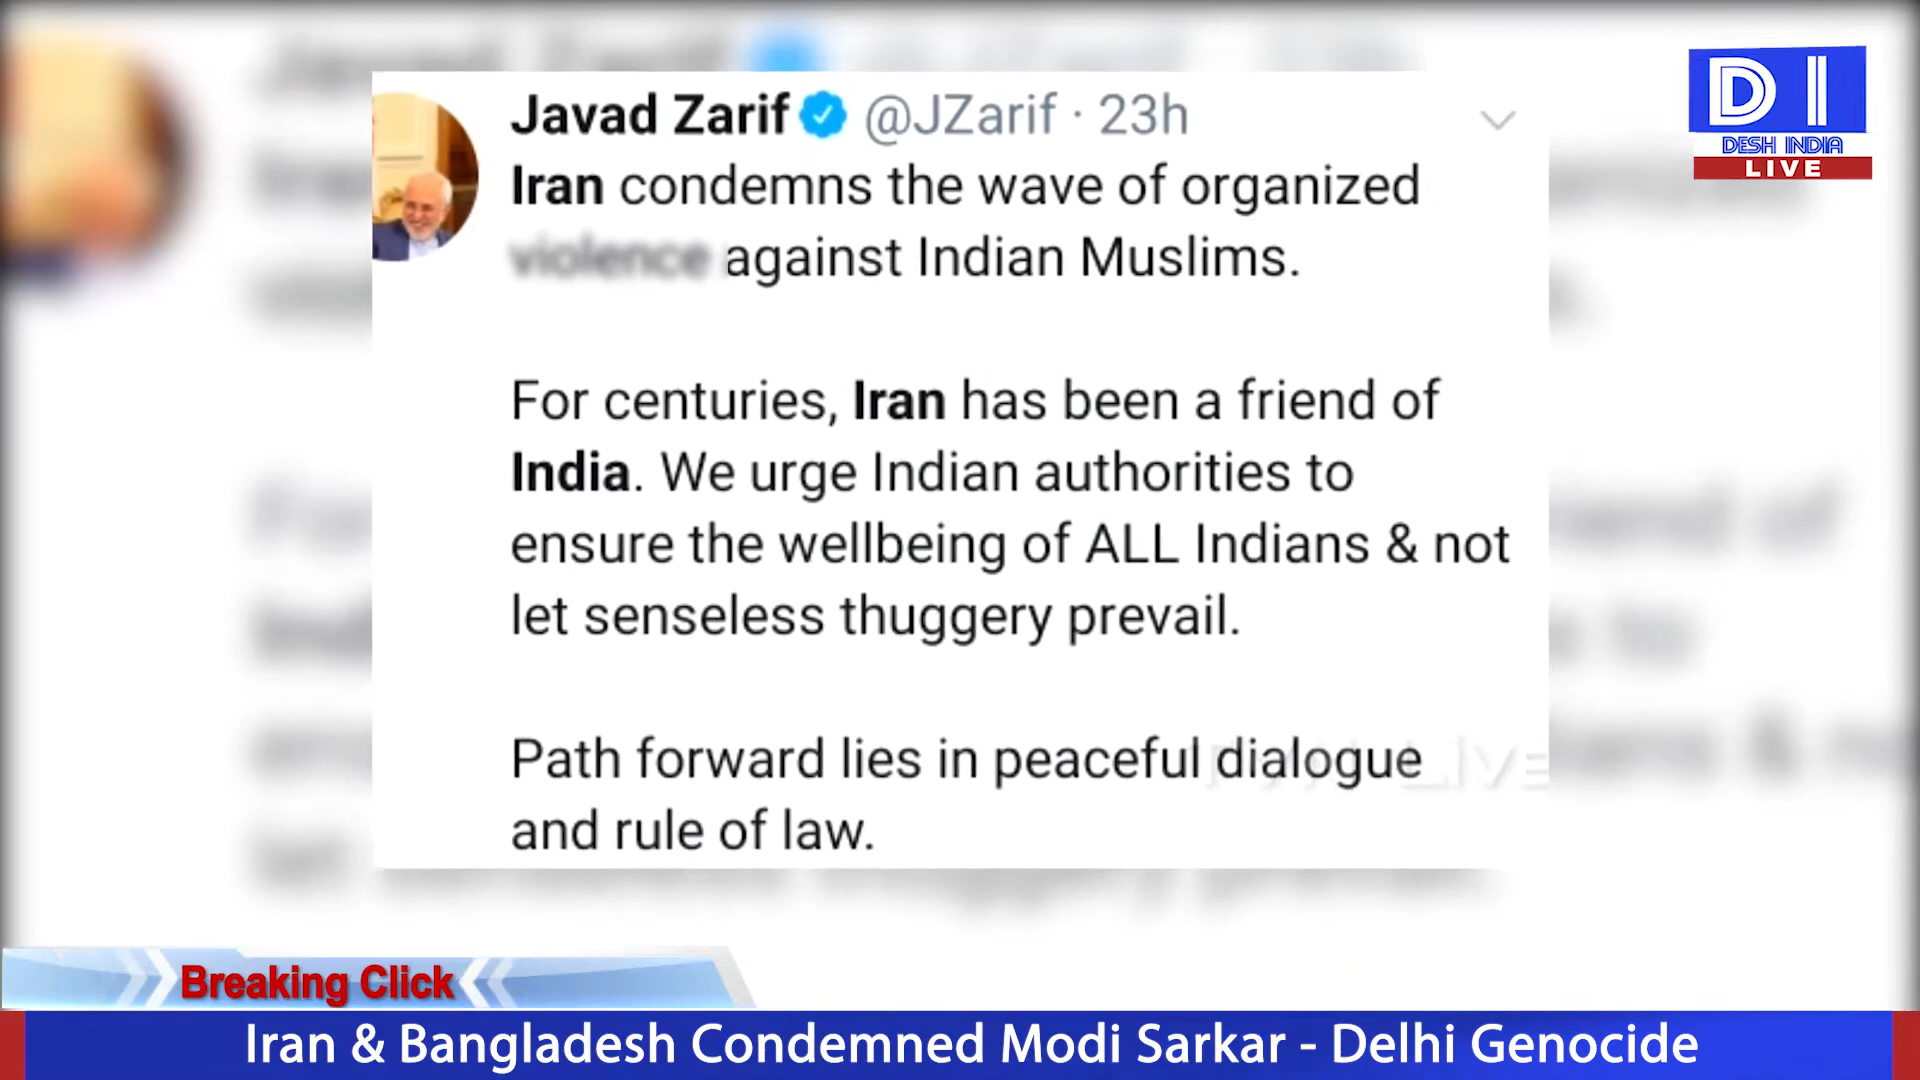 Javad Zarif @JZarif · 23h
Iran condemns the wave of organized
violence against Indian Muslims.
For centuries, Iran has been a friend of
India. We urge Indian authorities to
ensure the wellbeing of ALL Indians & not
let senseless thuggery prevail.
Path forward lies in peaceful dialogue
and rule of law.
DI
DESH INDIA
LIVE
Breaking Click
Iran & Bangladesh Condemned Modi Sarkar - Delhi Genocide